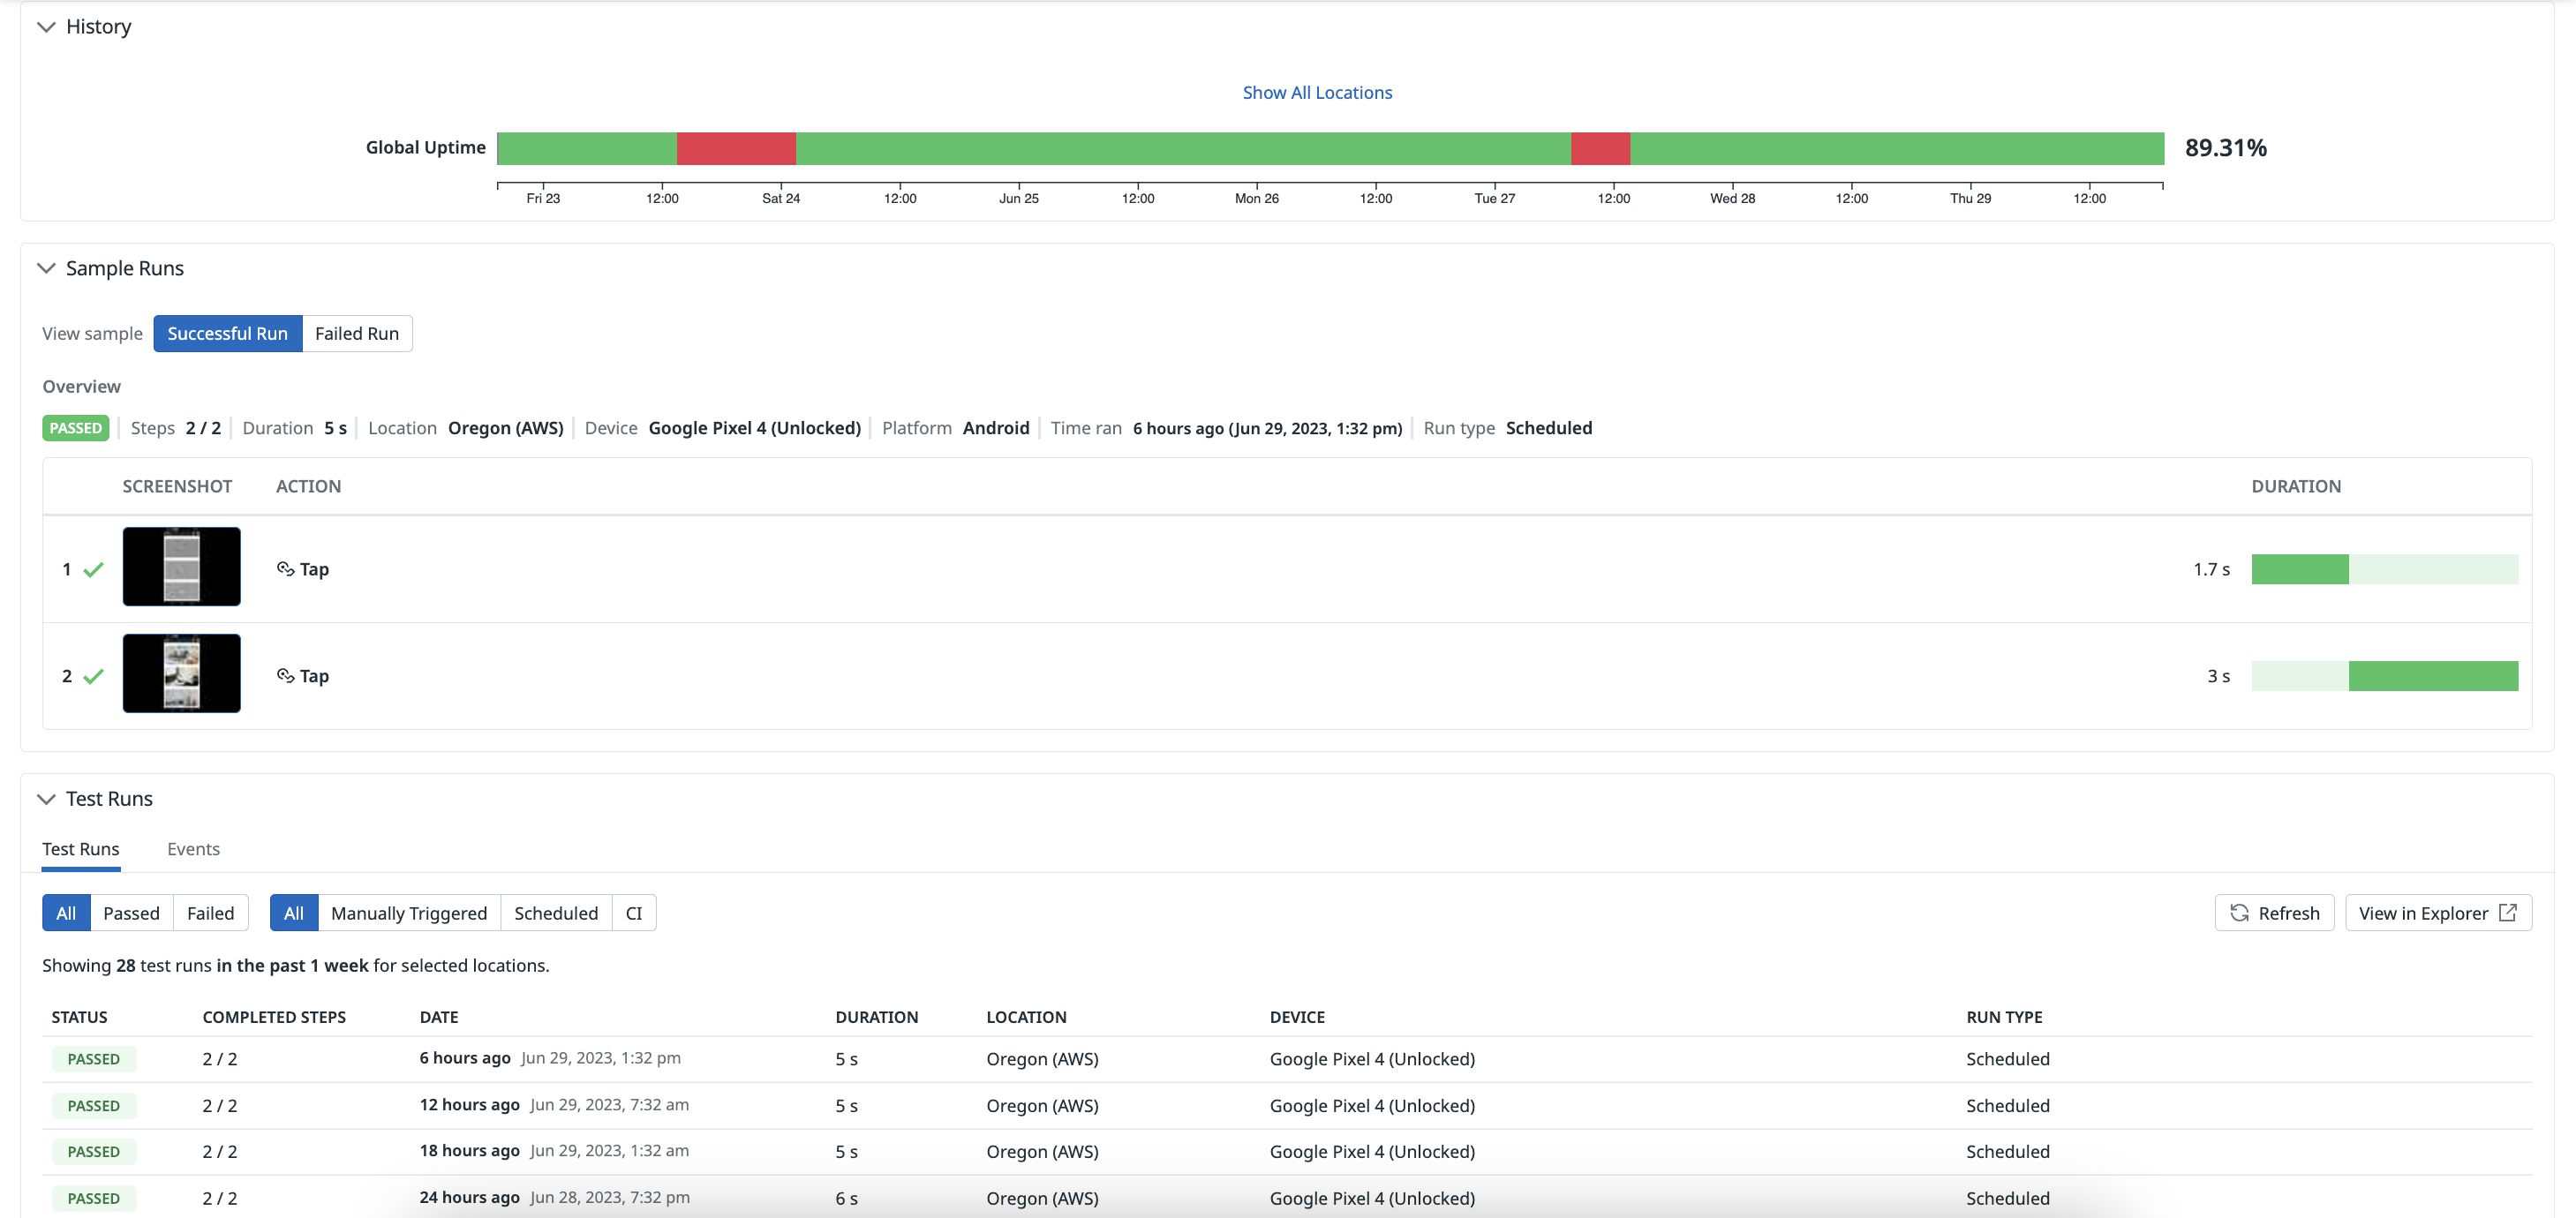 History
Show All Locations
Global Uptime 89.31%
Fri 23 12:00 Sat 24 12:00 Jun 25 12:00 Mon 26 12:00 Tue 27 12:00 Wed 28 12:00 Thu 29 12:00
Sample Runs
View sample Successful Run Failed Run
Overview
PASSED Steps 2 / 2 Duration 5 s Location Oregon (AWS) Device Google Pixel 4 (Unlocked) Platform Android Time ran 6 hours ago (Jun 29, 2023, 1:32 pm) Run type Scheduled
SCREENSHOT ACTION DURATION
1 Tap 1.7 s
2 Tap 3 s
Test Runs
Test Runs Events
All Passed Failed All Manually Triggered Scheduled CI Refresh View in Explorer
Showing 28 test runs in the past 1 week for selected locations.
STATUS COMPLETED STEPS DATE DURATION LOCATION DEVICE RUN TYPE
PASSED 2 / 2 6 hours ago Jun 29, 2023, 1:32 pm 5 s Oregon (AWS) Google Pixel 4 (Unlocked) Scheduled
PASSED 2 / 2 12 hours ago Jun 29, 2023, 7:32 am 5 s Oregon (AWS) Google Pixel 4 (Unlocked) Scheduled
PASSED 2 / 2 18 hours ago Jun 29, 2023, 1:32 am 5 s Oregon (AWS) Google Pixel 4 (Unlocked) Scheduled
PASSED 2 / 2 24 hours ago Jun 28, 2023, 7:32 pm 6 s Oregon (AWS) Google Pixel 4 (Unlocked) Scheduled